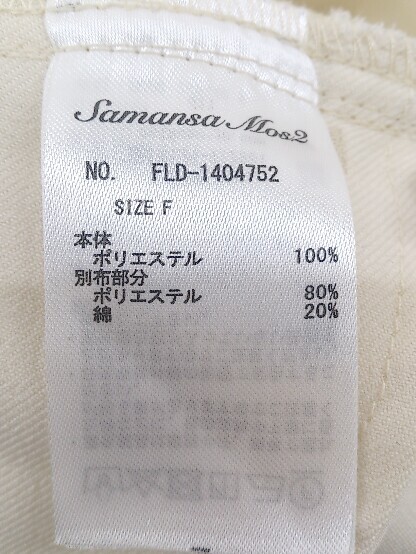 Samansa Mos2
NO. FLD-1404752
SIZE F
本体
ポリエステル 100%
別布部分
ポリエステル 80%
綿 20%